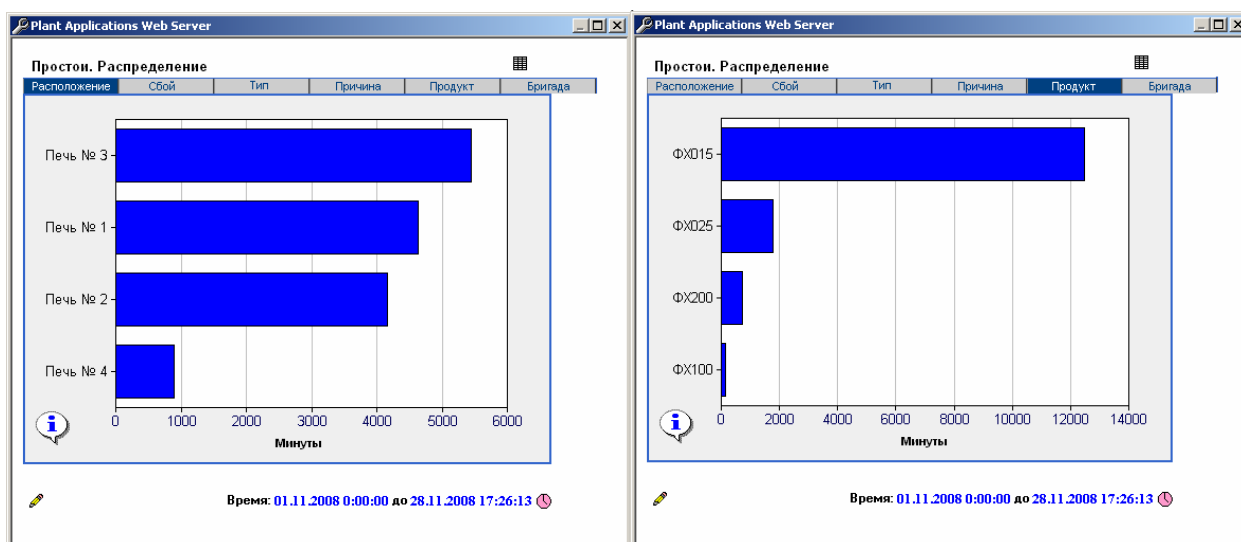 Plant Applications Web Server
Простои. Распределение
Расположение Сбой Тип Причина Продукт Бригада
Печь № 3
Печь № 1
Печь № 2
Печь № 4
0 1000 2000 3000 4000 5000 6000
Минуты
Время: 01.11.2008 0:00:00 до 28.11.2008 17:26:13
Plant Applications Web Server
Простои. Распределение
Расположение Сбой Тип Причина Продукт Бригада
ФХ015
ФХ025
ФХ200
ФХ100
0 2000 4000 6000 8000 10000 12000 14000
Минуты
Время: 01.11.2008 0:00:00 до 28.11.2008 17:26:13